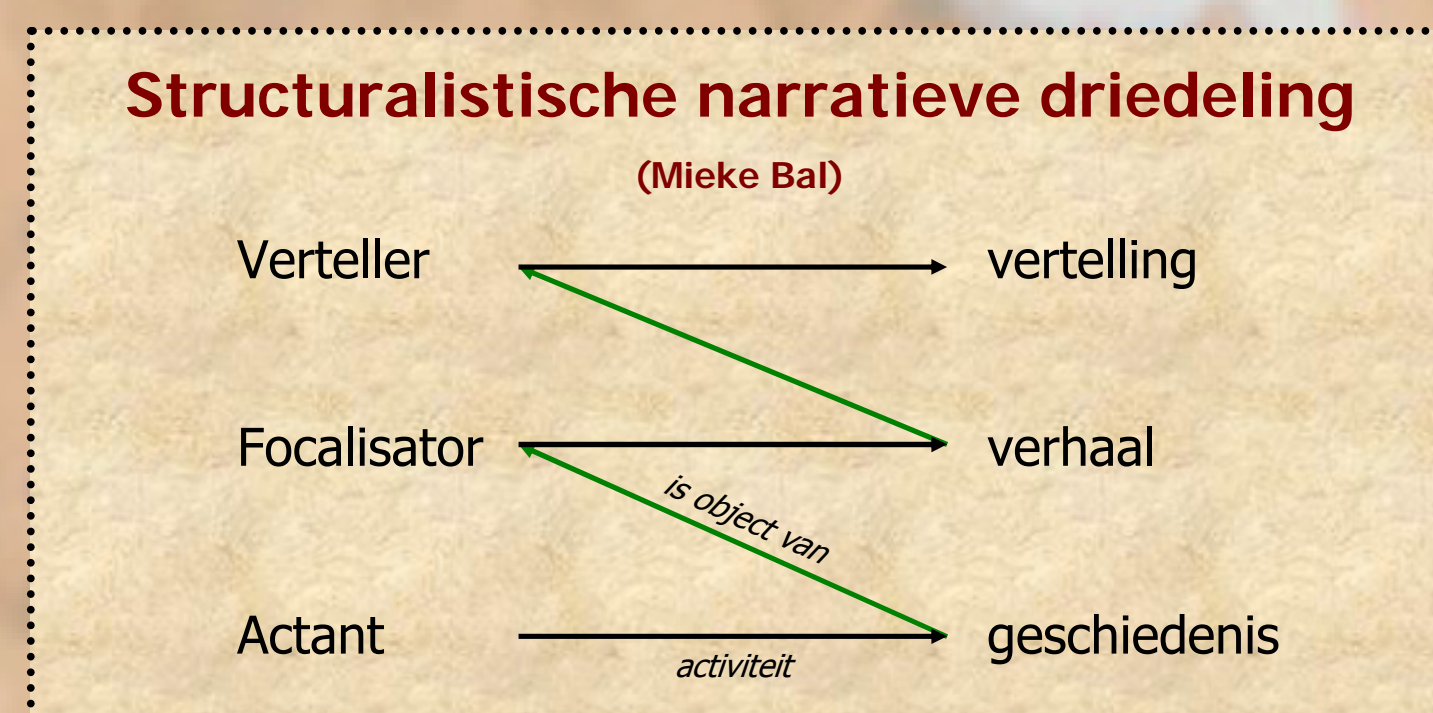 Structuralistische narratieve driedeling
(Mieke Bal)
Verteller vertelling
Focalisator verhaal
is object van
Actant geschiedenis
activiteit